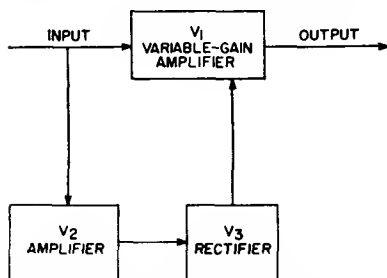 INPUT
V1
VARIABLE-GAIN
AMPLIFIER
OUTPUT
V2
AMPLIFIER
V3
RECTIFIER